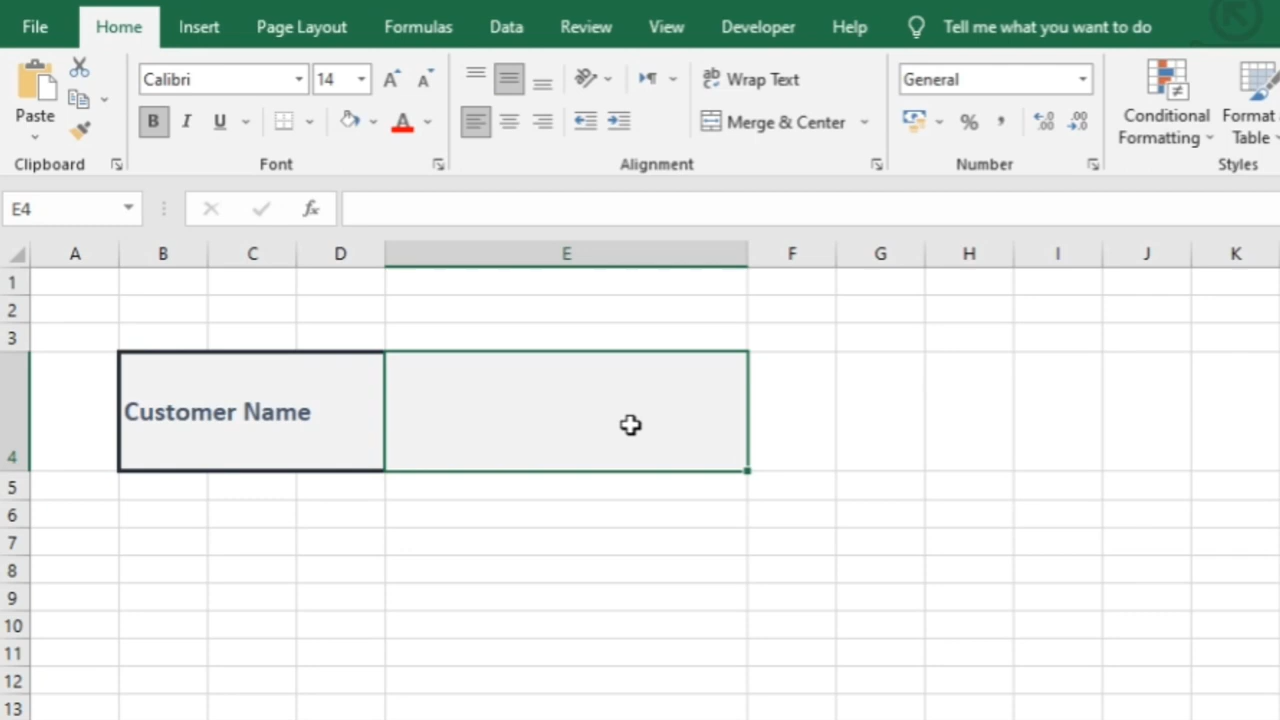 File Home Insert Page Layout Formulas Data Review View Developer Help Tell me what you want to do
Calibri 14 Wrap Text General
Paste B I U A Merge & Center % , Conditional Formatting Format Table
Clipboard Font Alignment Number Styles
E4 fx
A B C D E F G H I J K
1
2
3
4 Customer Name
5
6
7
8
9
10
11
12
13